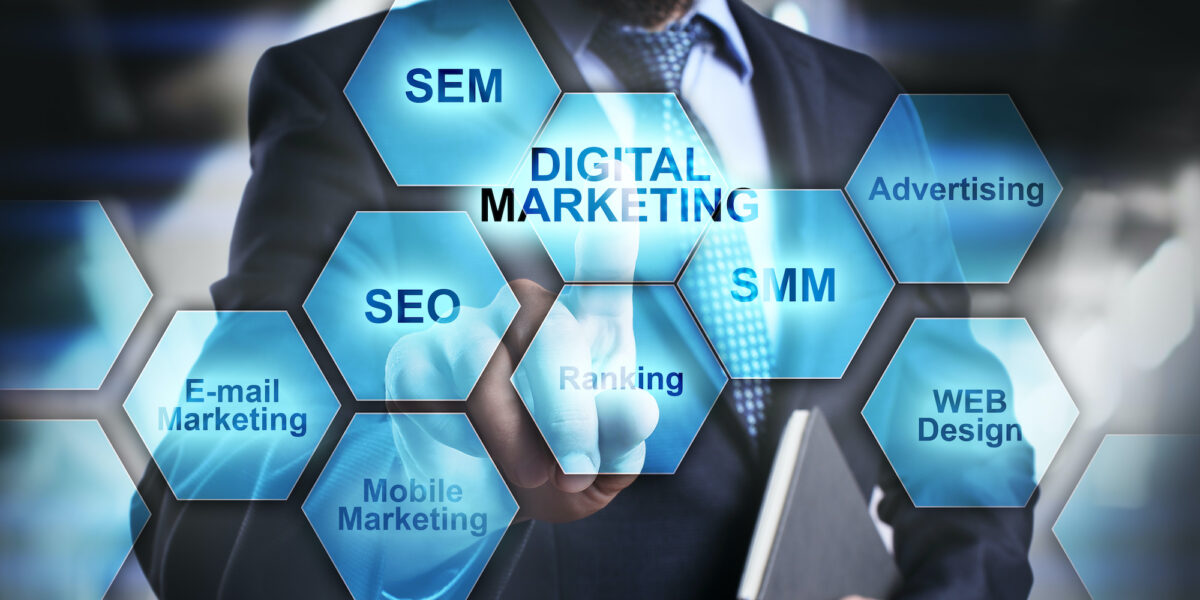 SEM
DIGITAL
MARKETING
Advertising
SEO
SMM
Ranking
E-mail
Marketing
WEB
Design
Mobile
Marketing